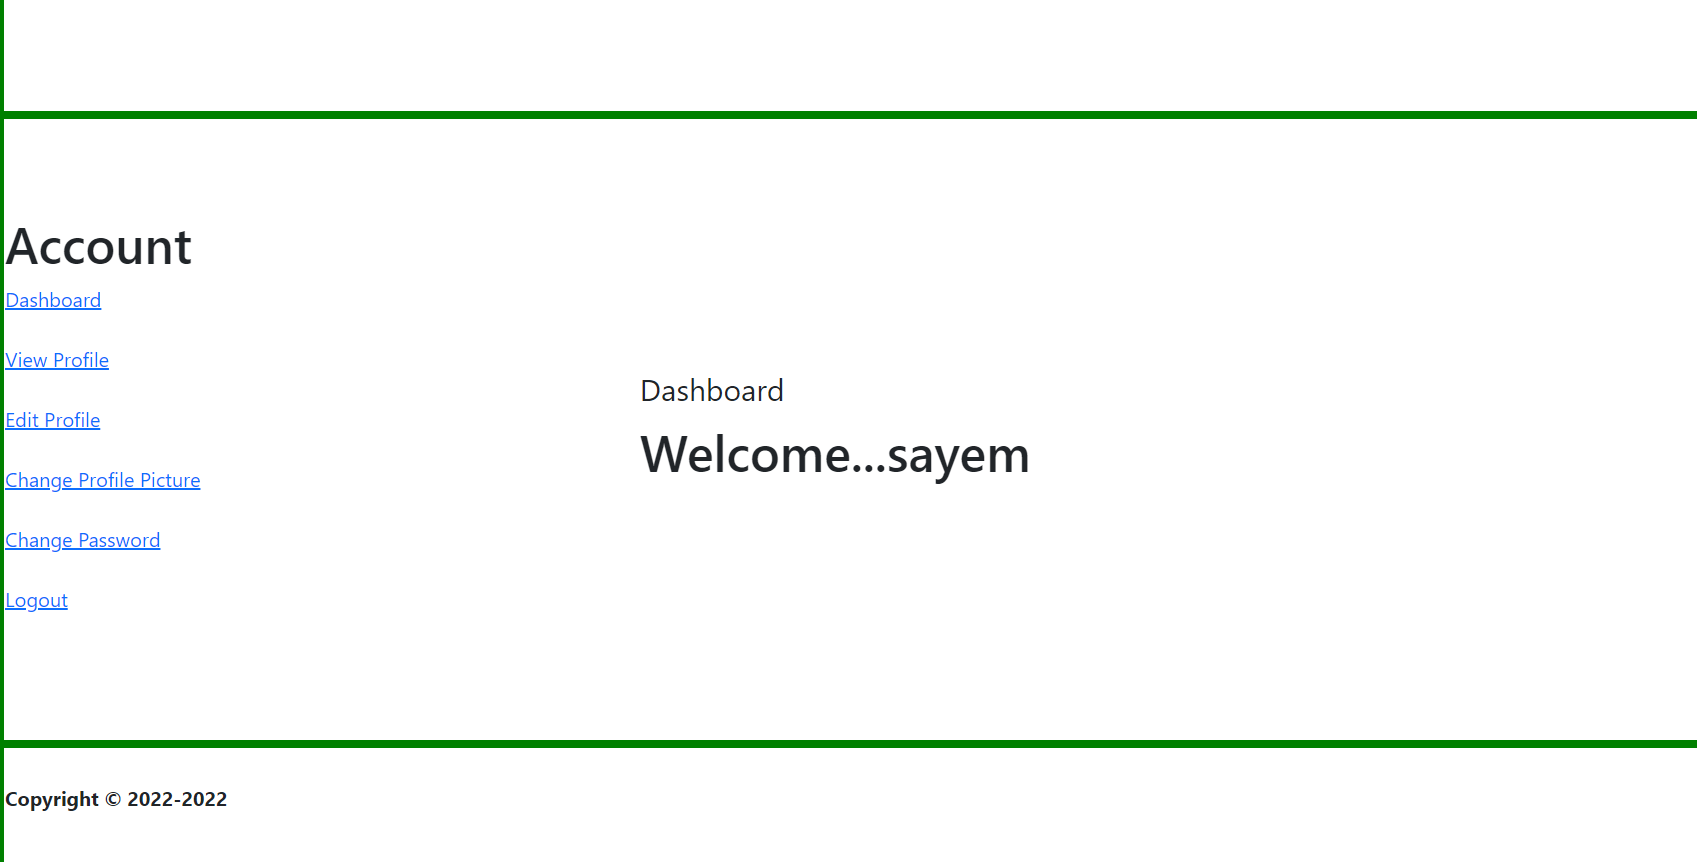 Account
Dashboard
View Profile
Edit Profile
Change Profile Picture
Change Password
Logout
Dashboard
Welcome...sayem
Copyright © 2022-2022